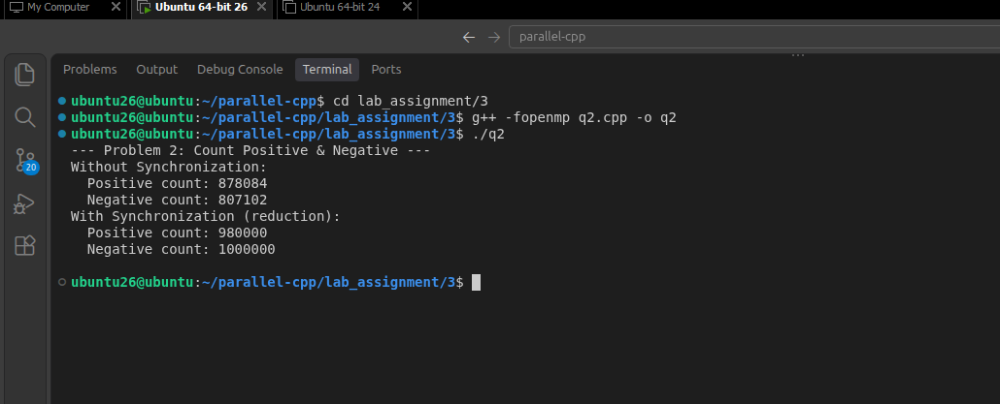 My Computer
Ubuntu 64-bit 26
Ubuntu 64-bit 24
parallel-cpp
Problems Output Debug Console Terminal Ports
ubuntu26@ubuntu:~/parallel-cpp$ cd lab_assignment/3
ubuntu26@ubuntu:~/parallel-cpp/lab_assignment/3$ g++ -fopenmp q2.cpp -o q2
ubuntu26@ubuntu:~/parallel-cpp/lab_assignment/3$ ./q2
--- Problem 2: Count Positive & Negative ---
Without Synchronization:
  Positive count: 878084
  Negative count: 807102
With Synchronization (reduction):
  Positive count: 980000
  Negative count: 1000000
20
ubuntu26@ubuntu:~/parallel-cpp/lab_assignment/3$